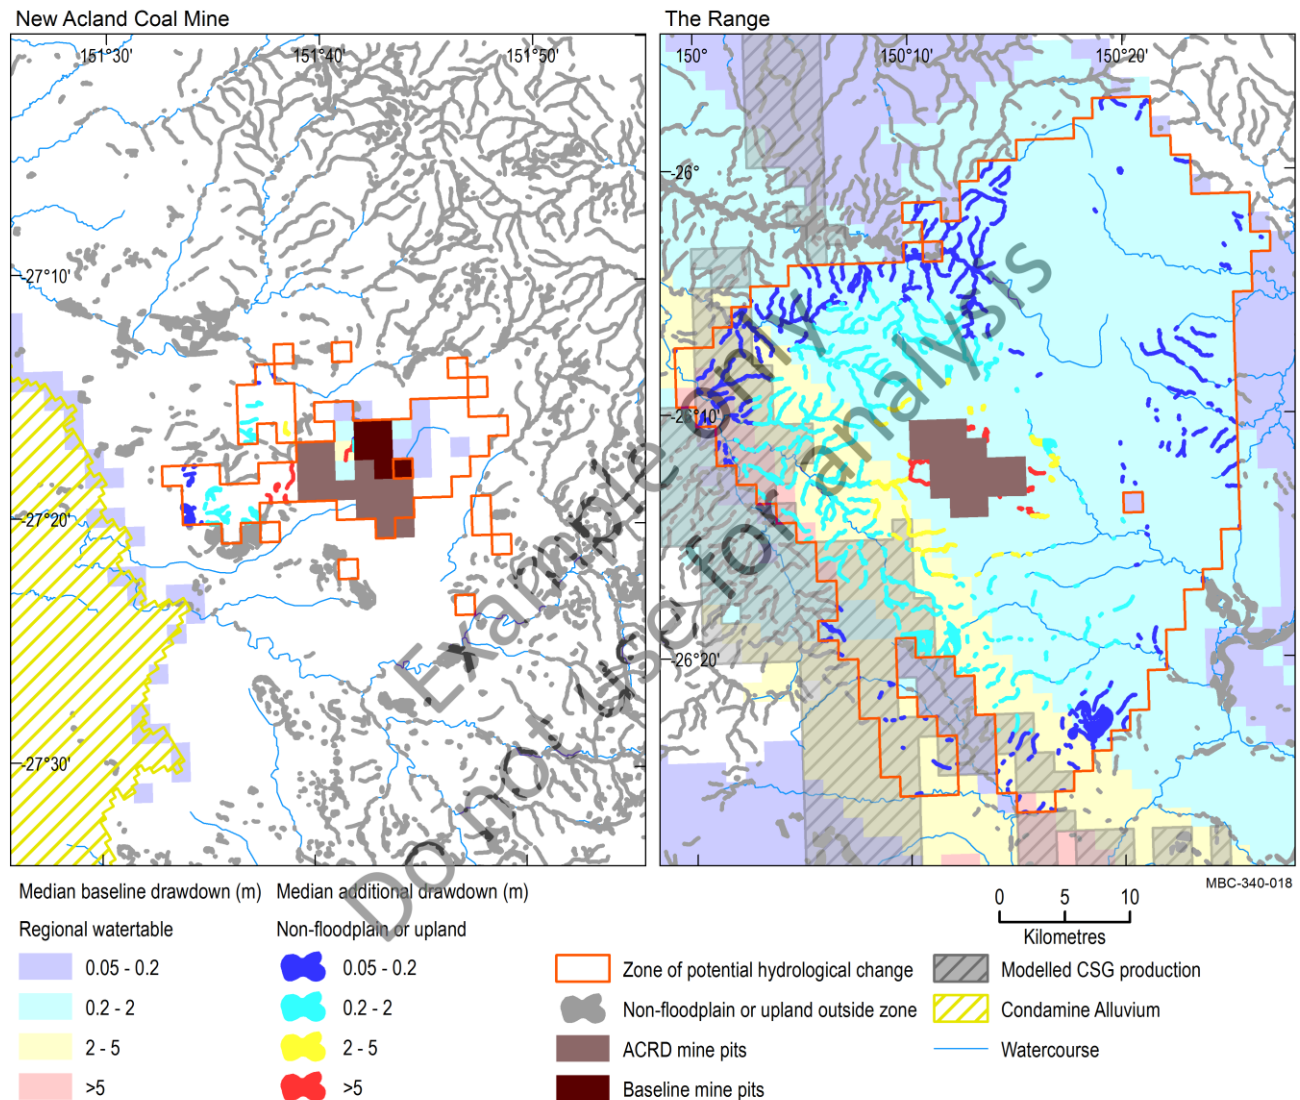 New Acland Coal Mine
The Range
151°30'
151°40'
151°50'
150°
150°10'
150°20'
-26°
-27°10'
-26°10'
-27°20'
-26°20'
-27°30'
Example only
Do not use for analysis
MBC-340-018
0 5 10
Kilometres
Median baseline drawdown (m)
Median additional drawdown (m)
Regional watertable
Non-floodplain or upland
0.05 - 0.2
0.05 - 0.2
Zone of potential hydrological change
Modelled CSG production
0.2 - 2
0.2 - 2
Non-floodplain or upland outside zone
Condamine Alluvium
2 - 5
2 - 5
ACRD mine pits
Watercourse
>5
>5
Baseline mine pits